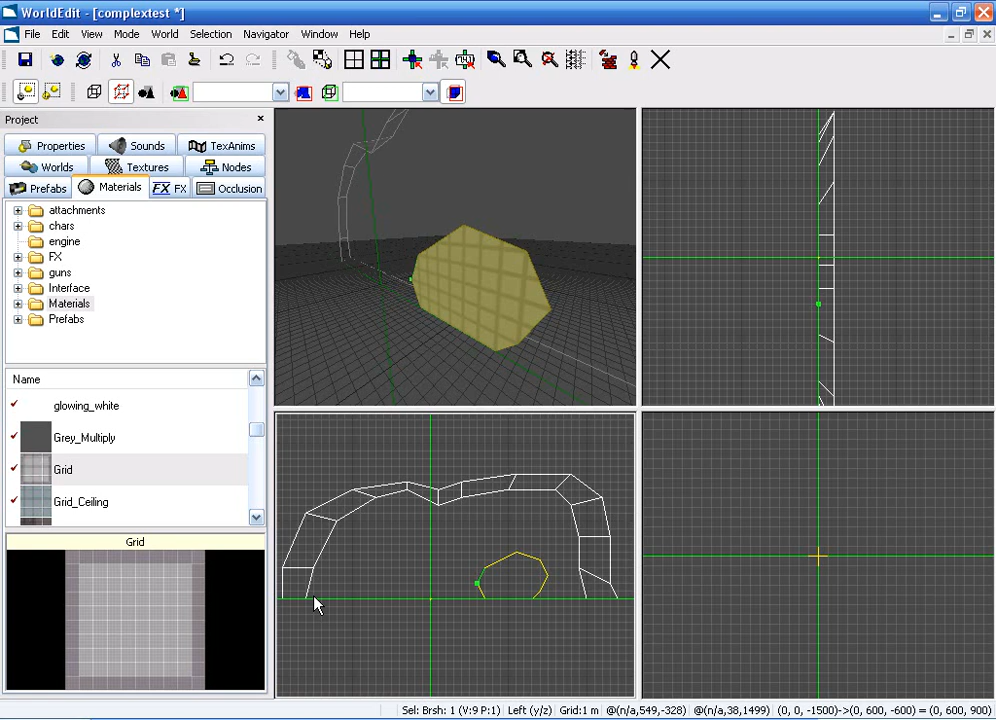 WorldEdit - [complextest *]
File Edit View Mode World Selection Navigator Window Help
Project
Properties Sounds TexAnims
Worlds Textures Nodes
Prefabs Materials FX FX Occlusion
attachments
chars
engine
FX
guns
Interface
Materials
Prefabs
Name
glowing_white
Grey_Multiply
Grid
Grid_Ceiling
Grid
Sel: Brsh: 1 (V:9 P:1) Left (y/z) Grid:1 m @(n/a,549,-328) @(n/a,38,1499) (0, 0, -1500)->(0, 600, -600) = (0, 600, 900)